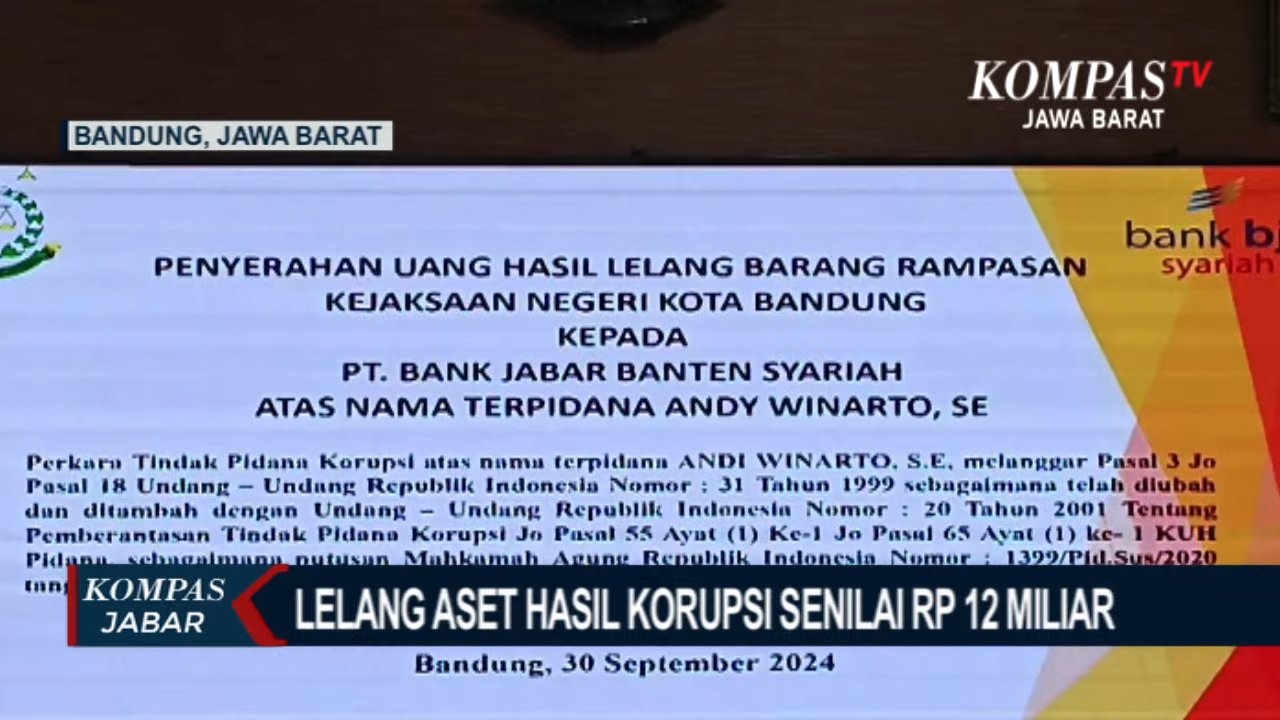 KOMPAS TV
JAWA BARAT
BANDUNG, JAWA BARAT
bank
syariah
PENYERAHAN UANG HASIL LELANG BARANG RAMPASAN
KEJAKSAAN NEGERI KOTA BANDUNG
KEPADA
PT. BANK JABAR BANTEN SYARIAH
ATAS NAMA TERPIDANA ANDY WINARTO, SE
Perkara Tindak Pidana Korupsi atas nama terpidana ANDI WINARTO, S.E, melanggar Pasal 3 Jo
Pasal 18 Undang – Undang Republik Indonesia Nomor : 31 Tahun 1999 sebagaimana telah diubah
dan ditambah dengan Undang – Undang Republik Indonesia Nomor : 20 Tahun 2001 Tentang
Pemberantasan Tindak Pidana Korupsi Jo Pasal 55 Ayat (1) Ke-1 Jo Pasal 65 Ayat (1) ke- 1 KUH
Pidana, sebagaimana putusan Mahkamah Agung Republik Indonesia Nomor : 1399/Pid.Sus/2020
KOMPAS JABAR
LELANG ASET HASIL KORUPSI SENILAI RP 12 MILIAR
Bandung, 30 September 2024